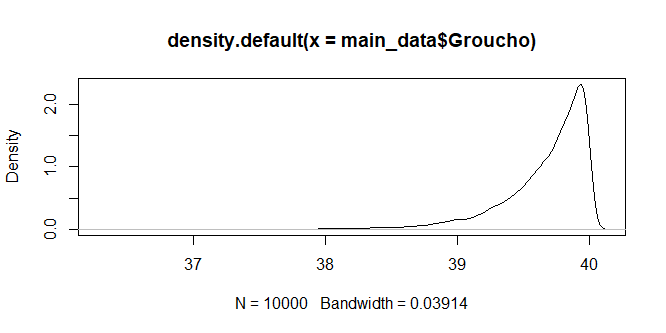 density.default(x = main_data$Groucho)
Density
2.0
1.0
0.0
37 38 39 40
N = 10000 Bandwidth = 0.03914